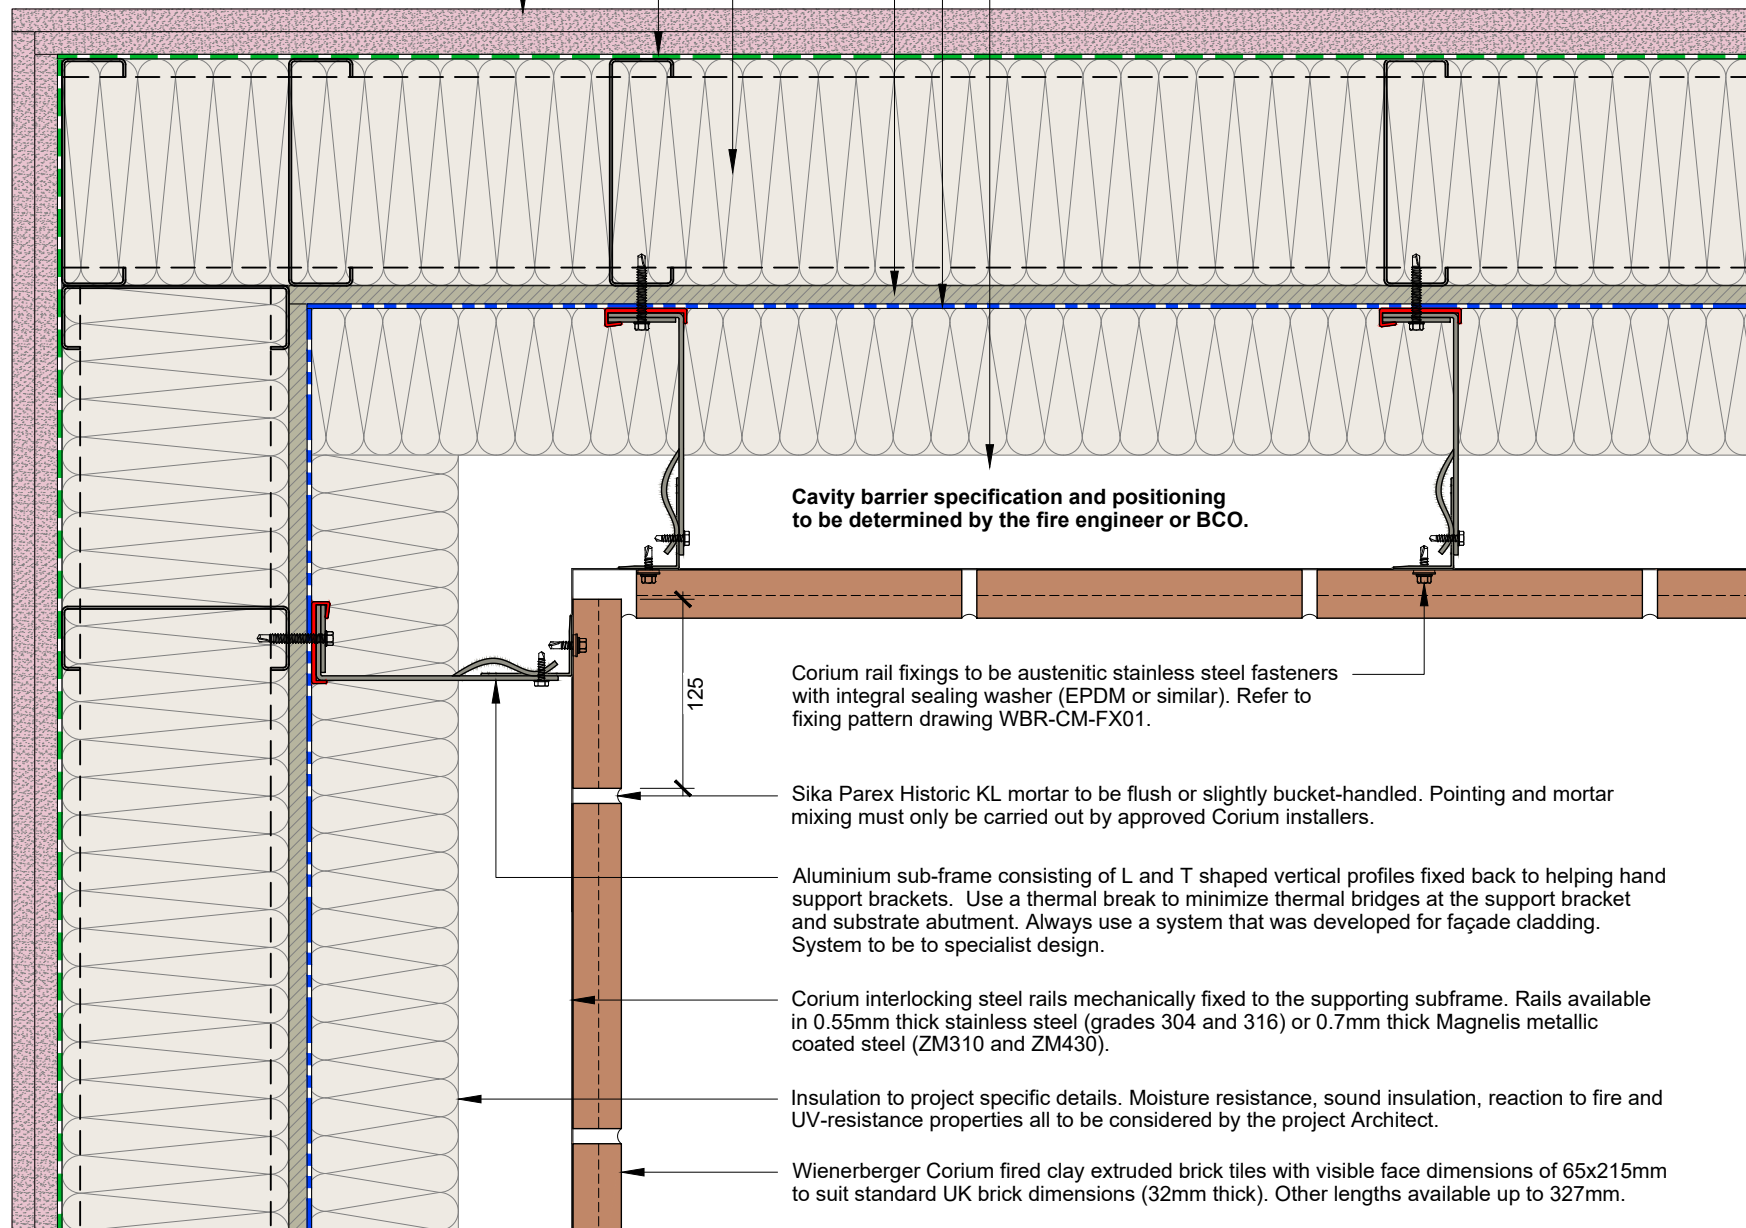 Cavity barrier specification and positioning
to be determined by the fire engineer or BCO.
Corium rail fixings to be austenitic stainless steel fasteners
with integral sealing washer (EPDM or similar). Refer to
fixing pattern drawing WBR-CM-FX01.
125
Sika Parex Historic KL mortar to be flush or slightly bucket-handled. Pointing and mortar
mixing must only be carried out by approved Corium installers.
Aluminium sub-frame consisting of L and T shaped vertical profiles fixed back to helping hand
support brackets. Use a thermal break to minimize thermal bridges at the support bracket
and substrate abutment. Always use a system that was developed for façade cladding.
System to be to specialist design.
Corium interlocking steel rails mechanically fixed to the supporting subframe. Rails available
in 0.55mm thick stainless steel (grades 304 and 316) or 0.7mm thick Magnelis metallic
coated steel (ZM310 and ZM430).
Insulation to project specific details. Moisture resistance, sound insulation, reaction to fire and
UV-resistance properties all to be considered by the project Architect.
Wienerberger Corium fired clay extruded brick tiles with visible face dimensions of 65x215mm
to suit standard UK brick dimensions (32mm thick). Other lengths available up to 327mm.